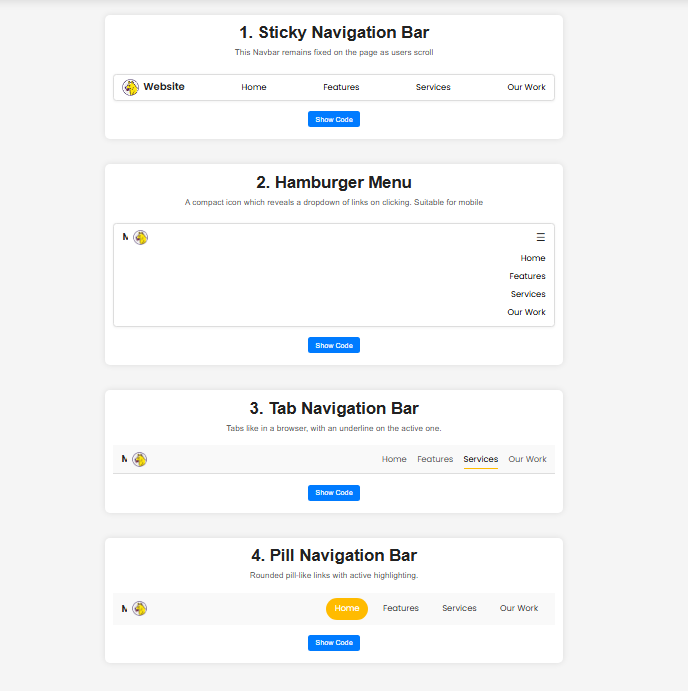 1. Sticky Navigation Bar
This Navbar remains fixed on the page as users scroll
Website Home Features Services Our Work
Show Code
2. Hamburger Menu
A compact icon which reveals a dropdown of links on clicking. Suitable for mobile
☰
Home
Features
Services
Our Work
Show Code
3. Tab Navigation Bar
Tabs like in a browser, with an underline on the active one.
Home Features Services Our Work
Show Code
4. Pill Navigation Bar
Rounded pill-like links with active highlighting.
Home Features Services Our Work
Show Code